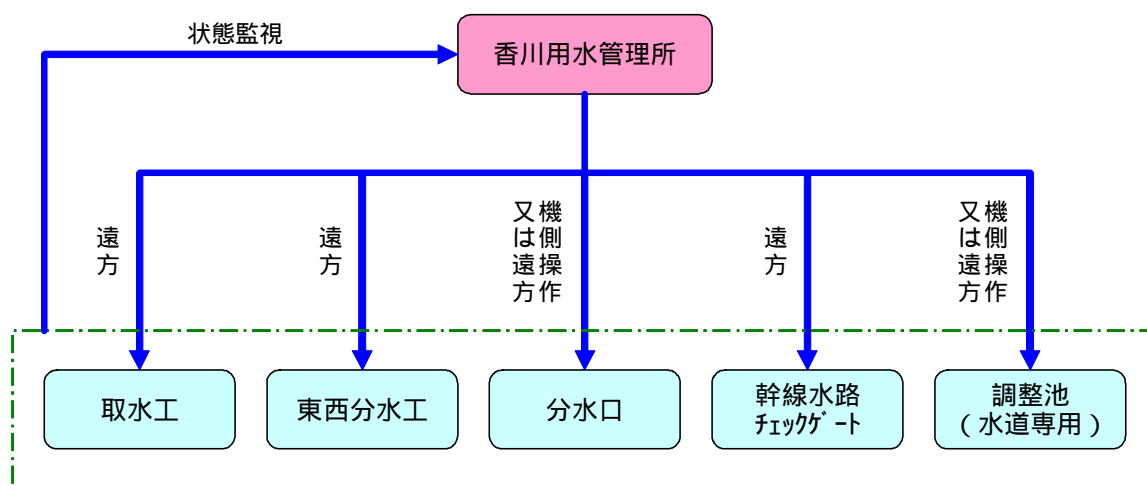 状態監視
香川用水管理所
遠方
遠方
機側操作
又は遠方
遠方
機側操作
又は遠方
取水工
東西分水工
分水口
幹線水路
ﾁｪｯｸｹﾞｰﾄ
調整池
（水道専用）